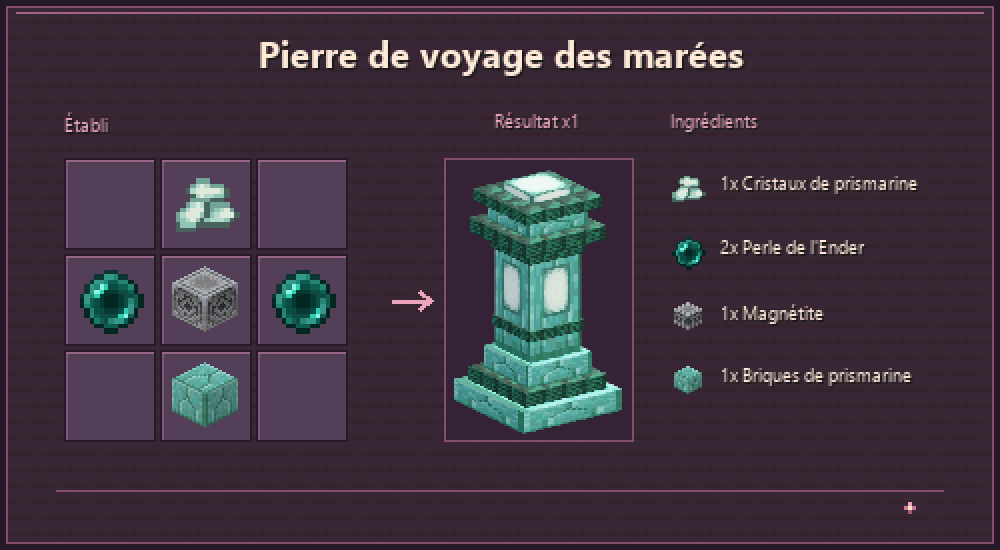 Pierre de voyage des marées
Établi
Résultat x1
Ingrédients
1x Cristaux de prismarine
2x Perle de l'Ender
1x Magnétite
1x Briques de prismarine